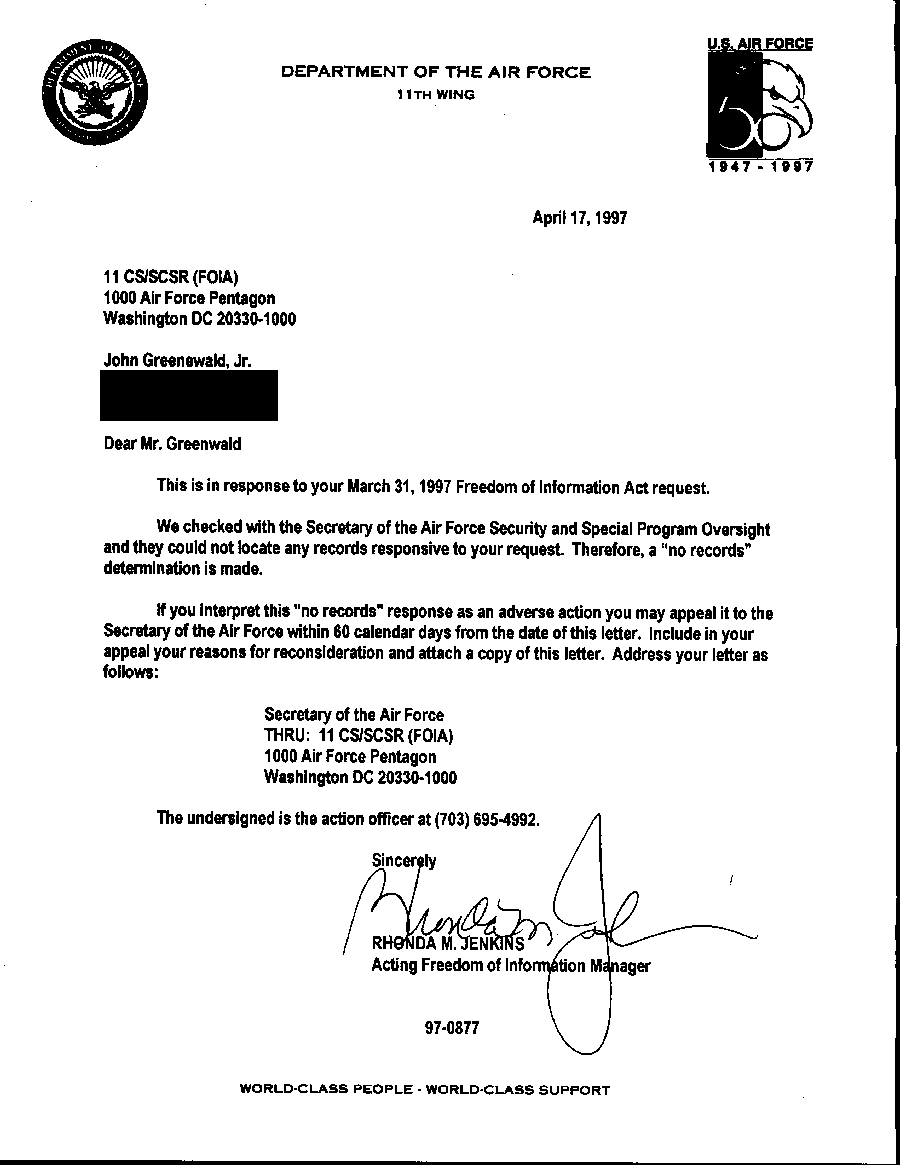 DEPARTMENT OF DEFENSE
U.S. AIR FORCE
DEPARTMENT OF THE AIR FORCE
11TH WING
50
1947 - 1997
April 17, 1997
11 CS/SCSR (FOIA)
1000 Air Force Pentagon
Washington DC 20330-1000
John Greenewald, Jr.
Dear Mr. Greenwald
This is in response to your March 31, 1997 Freedom of Information Act request.
We checked with the Secretary of the Air Force Security and Special Program Oversight
and they could not locate any records responsive to your request. Therefore, a "no records"
determination is made.
If you interpret this "no records" response as an adverse action you may appeal it to the
Secretary of the Air Force within 60 calendar days from the date of this letter. Include in your
appeal your reasons for reconsideration and attach a copy of this letter. Address your letter as
follows:
Secretary of the Air Force
THRU: 11 CS/SCSR (FOIA)
1000 Air Force Pentagon
Washington DC 20330-1000
The undersigned is the action officer at (703) 695-4992.
Sincerely
RHONDA M. JENKINS
Acting Freedom of Information Manager
97-0877
WORLD-CLASS PEOPLE - WORLD-CLASS SUPPORT